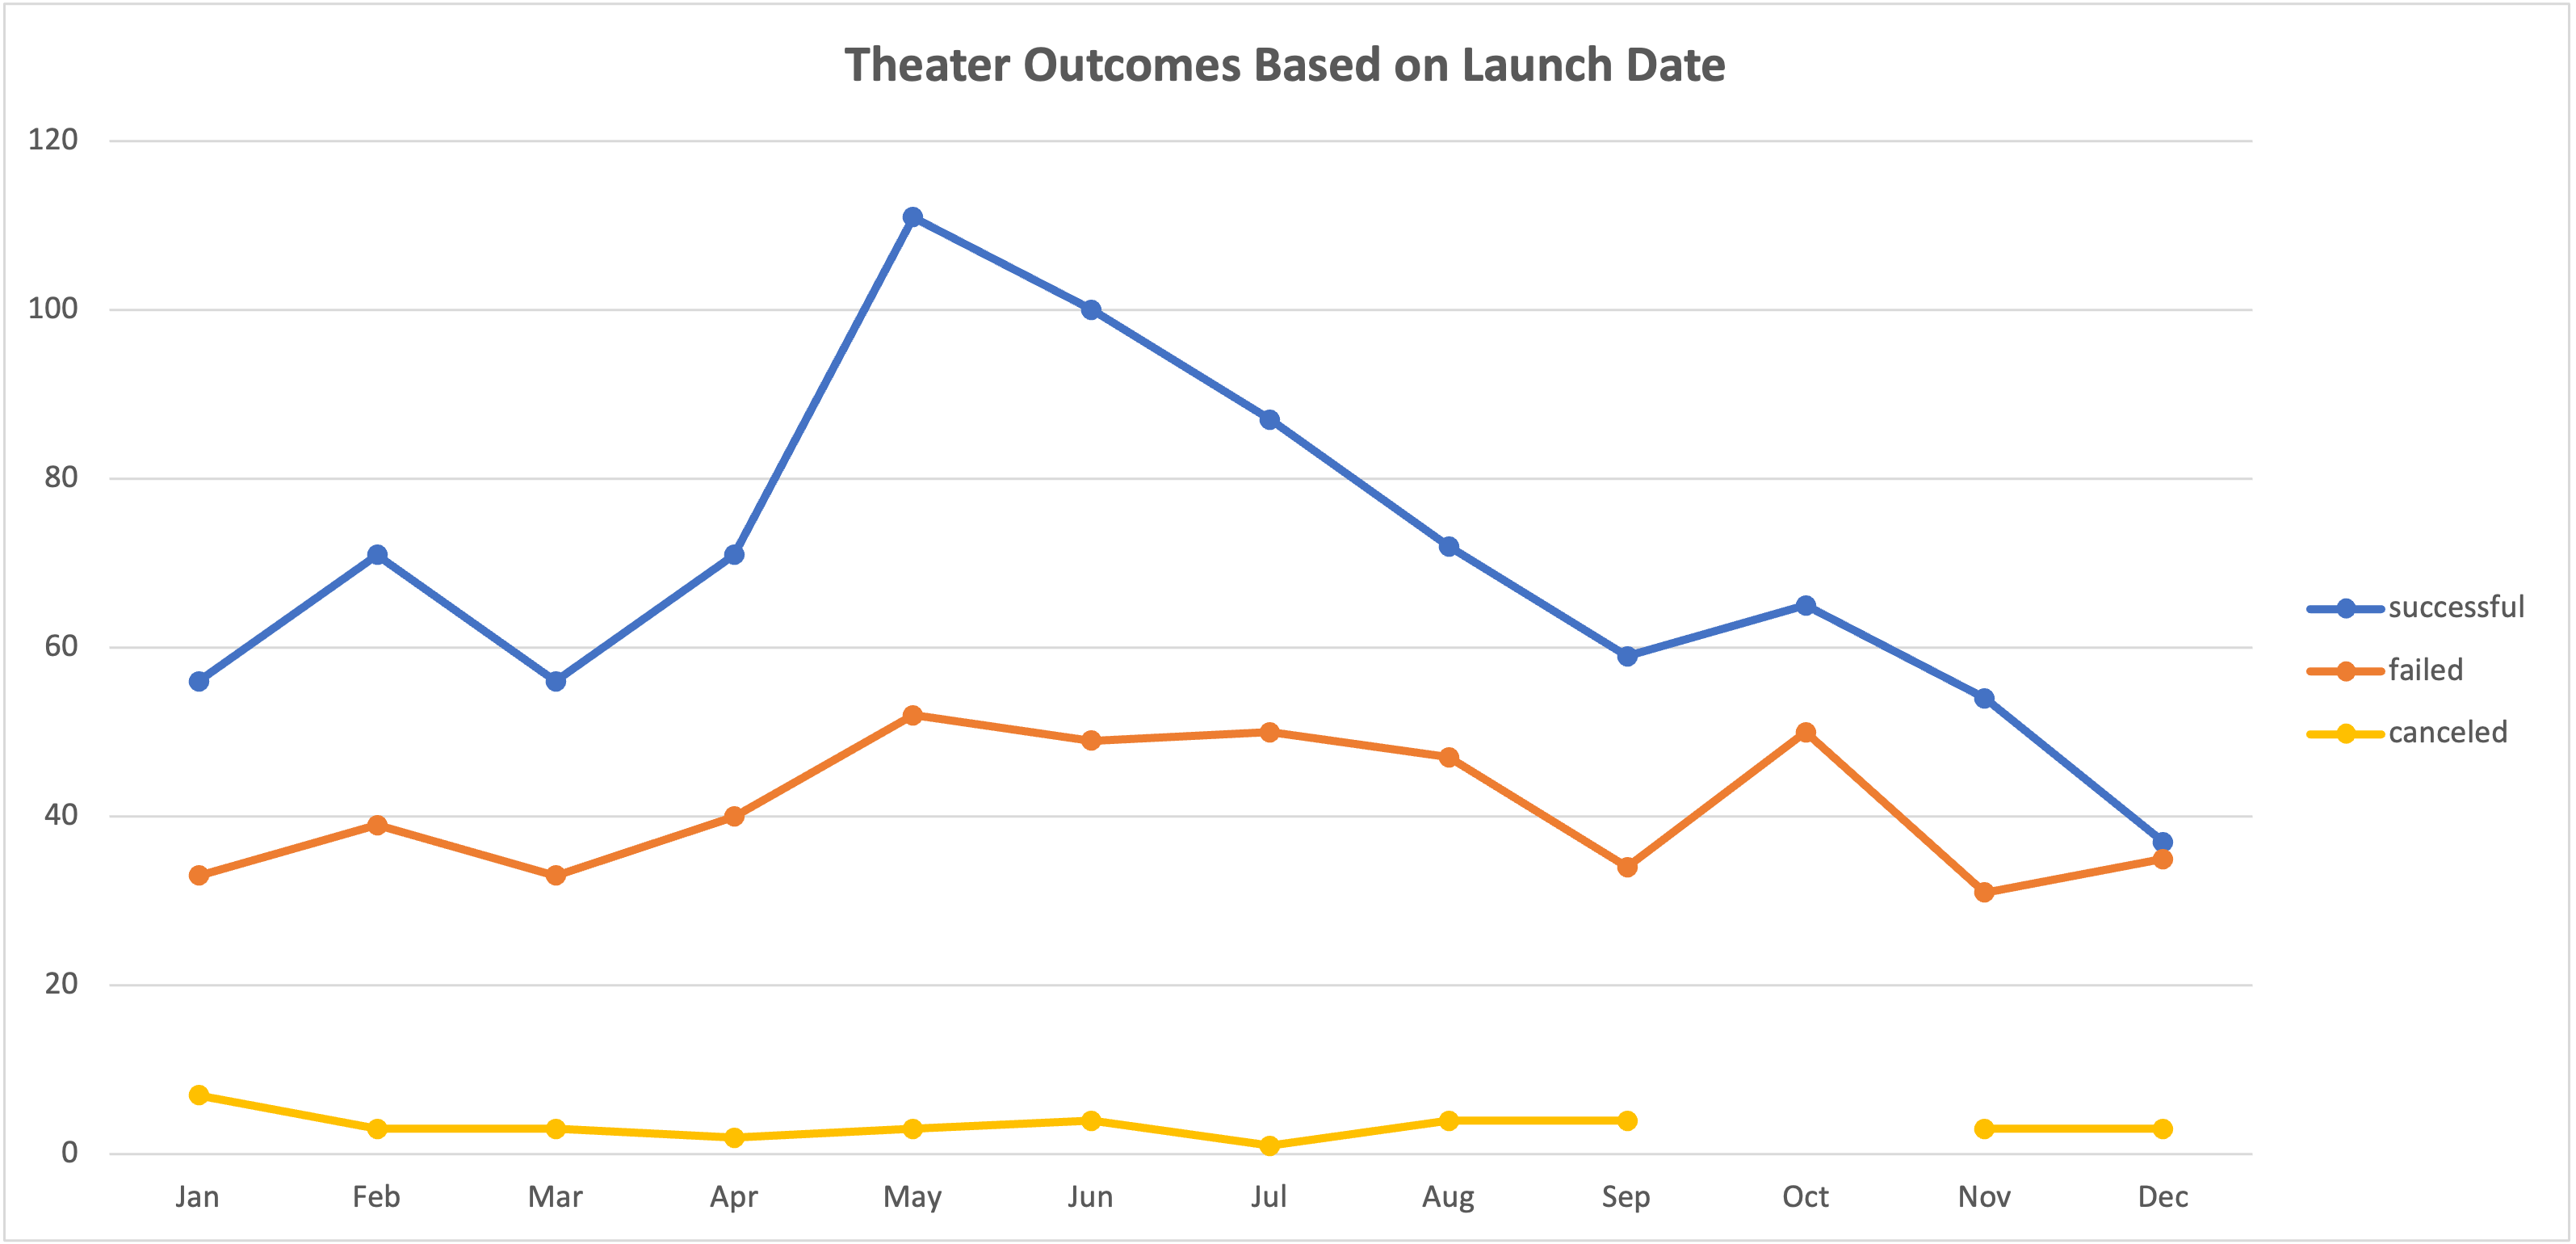 Theater Outcomes Based on Launch Date
120
100
80
60
40
20
0
Jan Feb Mar Apr May Jun Jul Aug Sep Oct Nov Dec
successful
failed
canceled